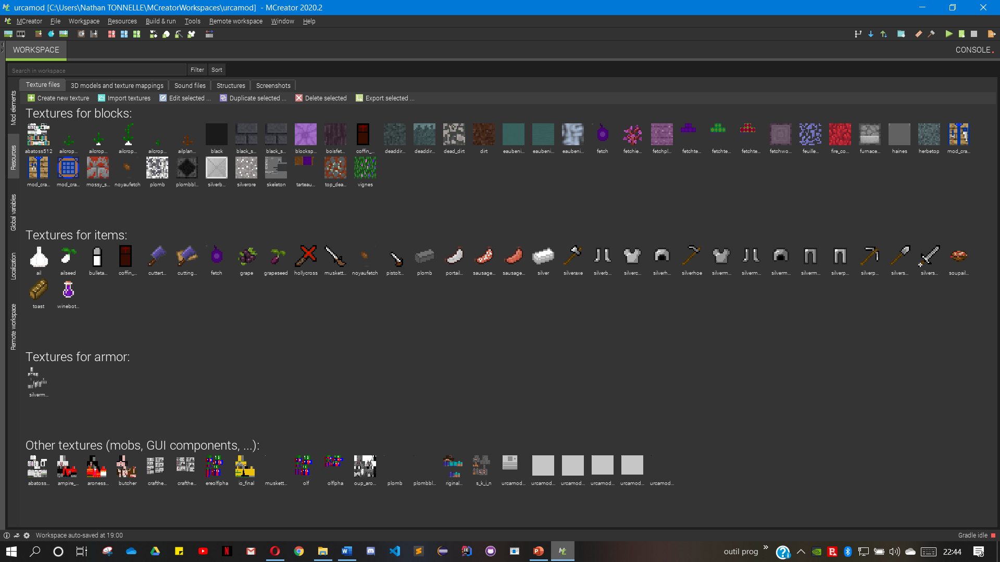 urcamod [C:\Users\Nathan TONNELLE\MCreatorWorkspaces\urcamod] - MCreator 2020.2
MCreator File Workspace Resources Build & run Tools Remote workspace Window Help
WORKSPACE
CONSOLE
Search in workspace Filter Sort
Texture files 3D models and texture mappings Sound files Structures Screenshots
Create new texture Import textures Edit selected ... Duplicate selected ... Delete selected Export selected ...
Mod elements
Resources
Global variables
Localization
Remote workspace
Textures for blocks:
abatoss512 ailcrop... ailcrop... ailcrop... ailcrop... ailplan... black black_s... black_s... blocksp... boisfet... coffin_... deaddir... deaddir... dead_dirt dirt eaubeni... eaubeni... eaubeni... fetch fetchie... fetchpl... fetchte... fetchte... fetchte... fetchwo... feuille... fire_co... furnace... haines herbetop mod_cra...
mod_cra... mod_cra... mossy_s... noyaufetch plomb plombbl... silverb... silverore skeleton tarteau... top_dea... vignes
Textures for items:
ail ailseed bulleta... coffin_... cuttert... cutting... fetch grape grapeseed hollycross muskett... noyaufetch pistolt... plomb portail... sausage... sausage... silver silveraxe silverb... silverc... silverh... silverhoe silverm... silverm... silverm... silverm... silverp... silverp... silvers... silvers... soupail...
toast winebot...
Textures for armor:
silverm...
Other textures (mobs, GUI components, ...):
abatoss... ampire_... aroness... butcher crafthe... crafthe... ereolflpha io_final muskett... olf olflpha oup_aro... plomb plombbl... riginal... s_k_i_n urcamod... urcamod... urcamod... urcamod... urcamod... urcamod...
Workspace auto-saved at 19:00
Gradle idle
outil prog 22:44